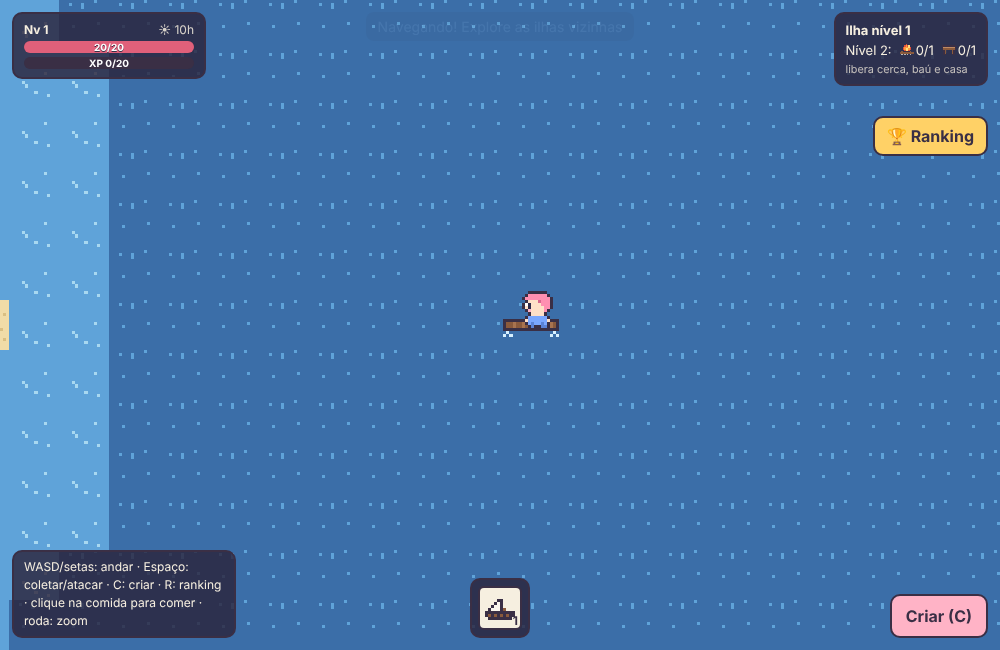 Nv 1 ☀ 10h
20/20
XP 0/20
Navegando! Explore as ilhas vizinhas
Ilha nível 1
Nível 2: 0/1 0/1
libera cerca, baú e casa
Ranking
WASD/setas: andar · Espaço:
coletar/atacar · C: criar · R: ranking
· clique na comida para comer ·
roda: zoom
Criar (C)